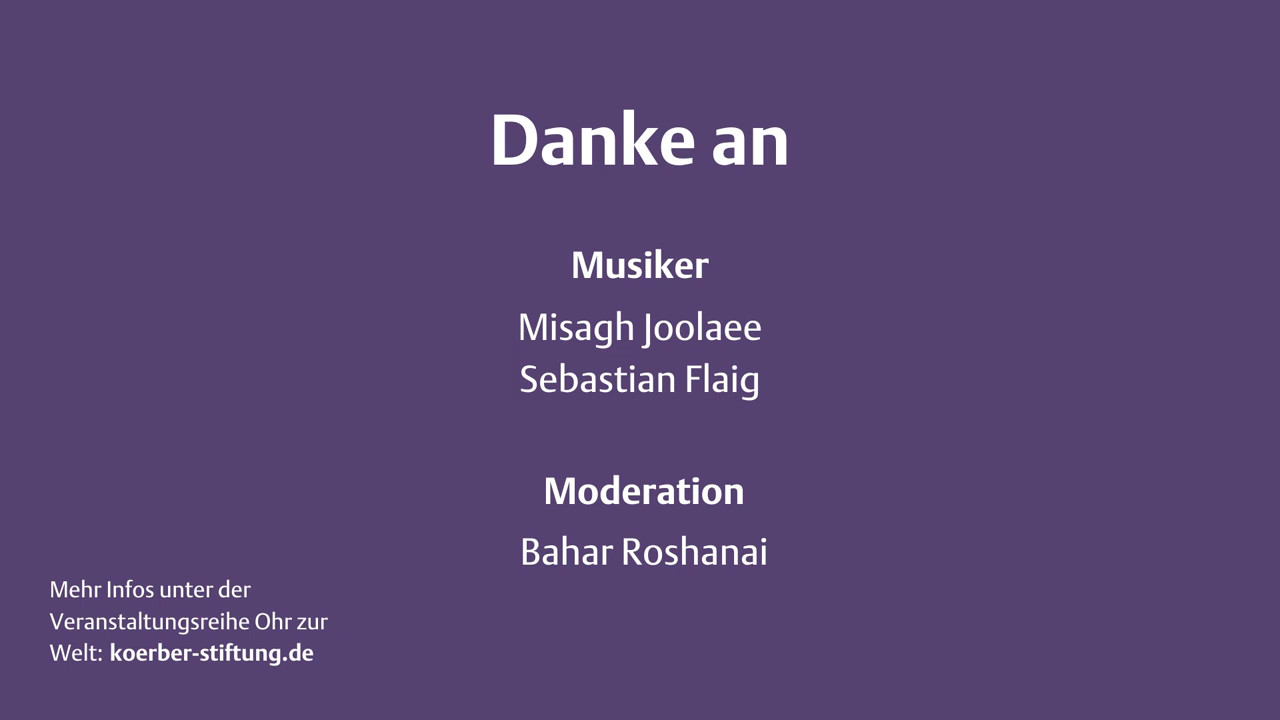 Danke an
Musiker
Misagh Joolaee
Sebastian Flaig
Moderation
Bahar Roshanai
Mehr Infos unter der
Veranstaltungsreihe Ohr zur
Welt: koerber-stiftung.de